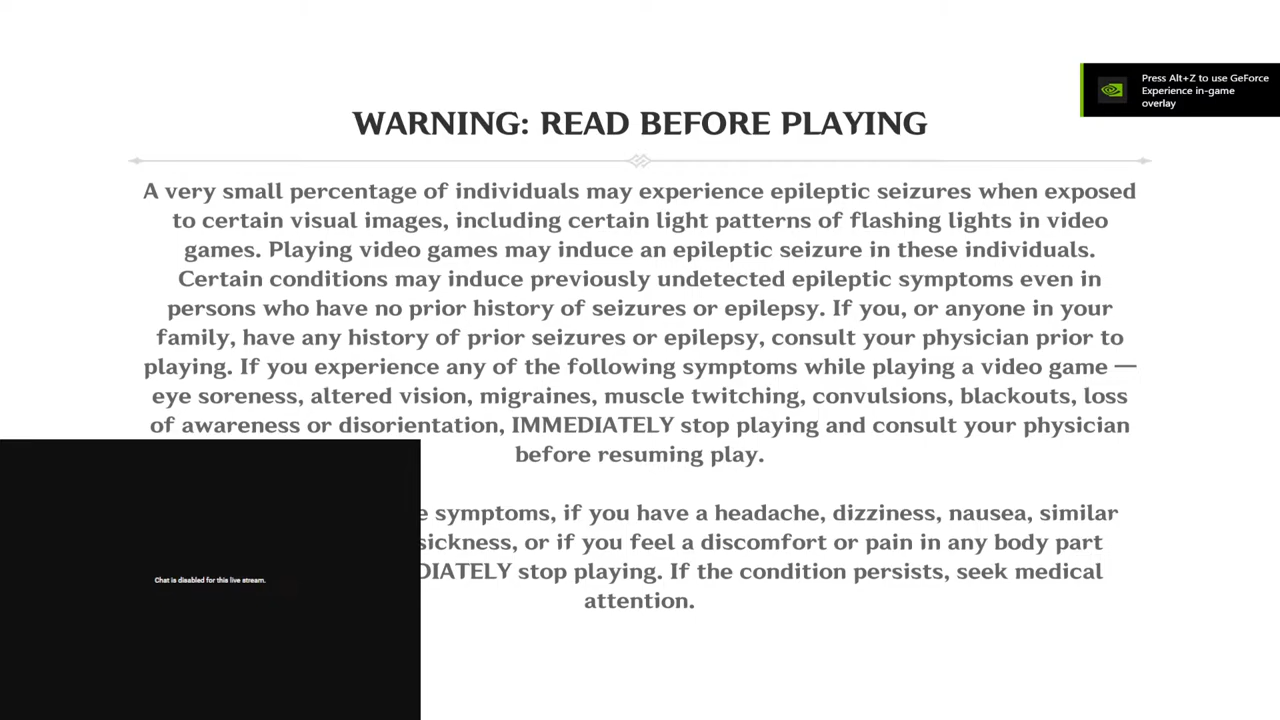 Press Alt+Z to use GeForce
Experience in-game
overlay
WARNING: READ BEFORE PLAYING
A very small percentage of individuals may experience epileptic seizures when exposed
to certain visual images, including certain light patterns of flashing lights in video
games. Playing video games may induce an epileptic seizure in these individuals.
Certain conditions may induce previously undetected epileptic symptoms even in
persons who have no prior history of seizures or epilepsy. If you, or anyone in your
family, have any history of prior seizures or epilepsy, consult your physician prior to
playing. If you experience any of the following symptoms while playing a video game —
eye soreness, altered vision, migraines, muscle twitching, convulsions, blackouts, loss
of awareness or disorientation, IMMEDIATELY stop playing and consult your physician
before resuming play.
symptoms, if you have a headache, dizziness, nausea, similar
sickness, or if you feel a discomfort or pain in any body part
DIATELY stop playing. If the condition persists, seek medical
attention.
Chat is disabled for this live stream.